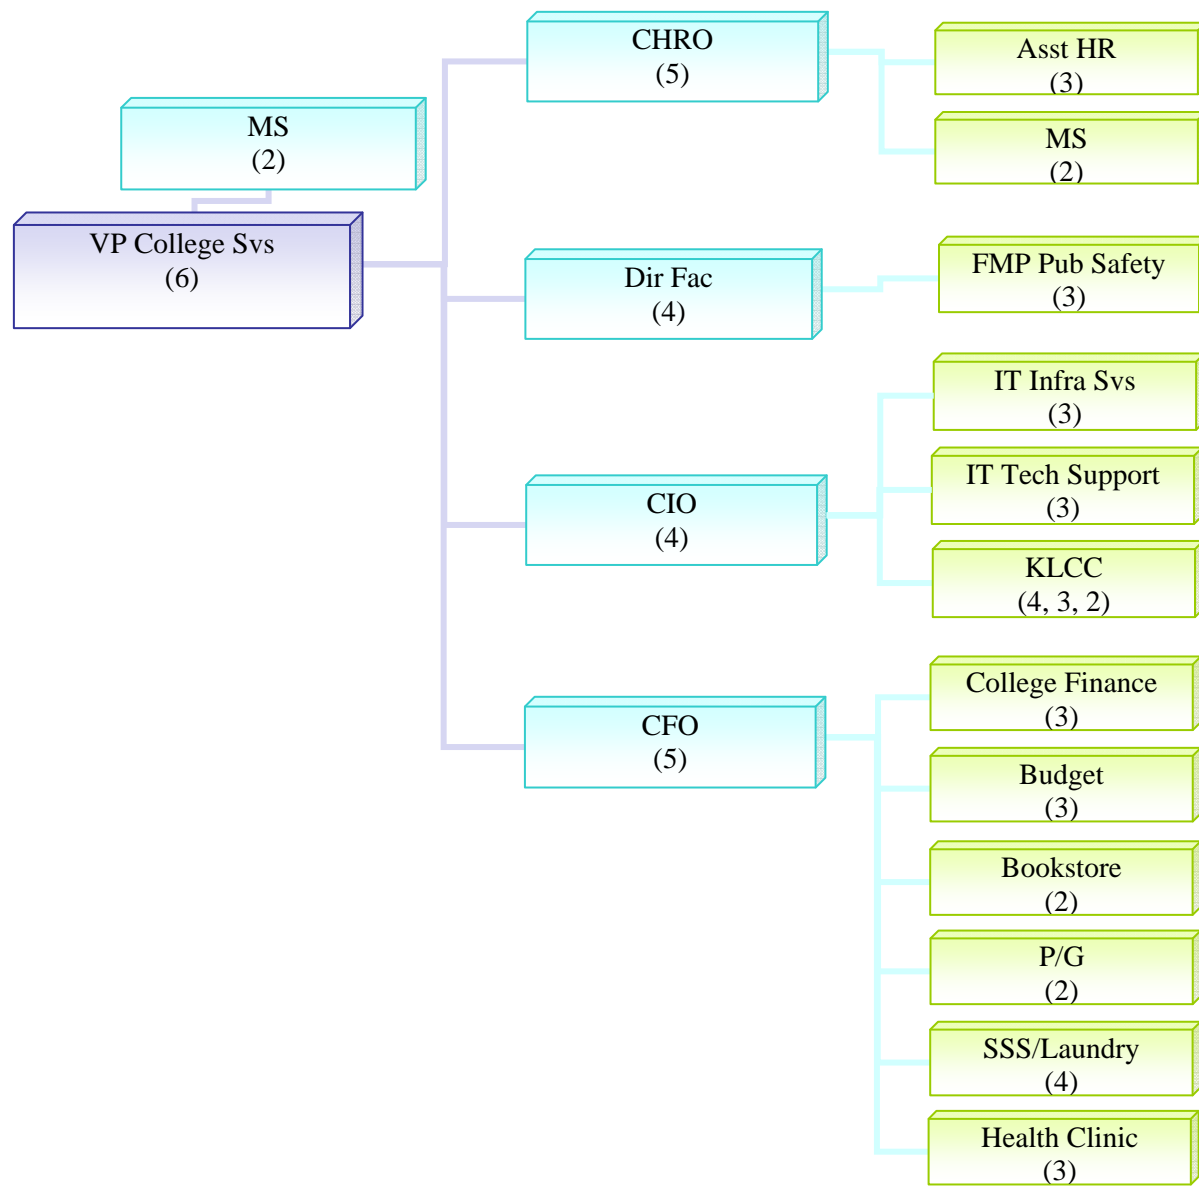 CHRO
(5)
Asst HR
(3)
MS
(2)
MS
(2)
VP College Svs
(6)
Dir Fac
(4)
FMP Pub Safety
(3)
IT Infra Svs
(3)
IT Tech Support
(3)
CIO
(4)
KLCC
(4, 3, 2)
College Finance
(3)
CFO
(5)
Budget
(3)
Bookstore
(2)
P/G
(2)
SSS/Laundry
(4)
Health Clinic
(3)